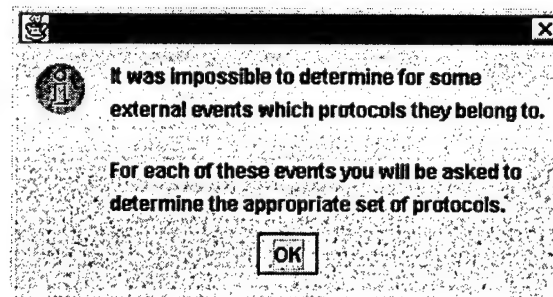 It was impossible to determine for some
external events which protocols they belong to.
For each of these events you will be asked to
determine the appropriate set of protocols.
OK